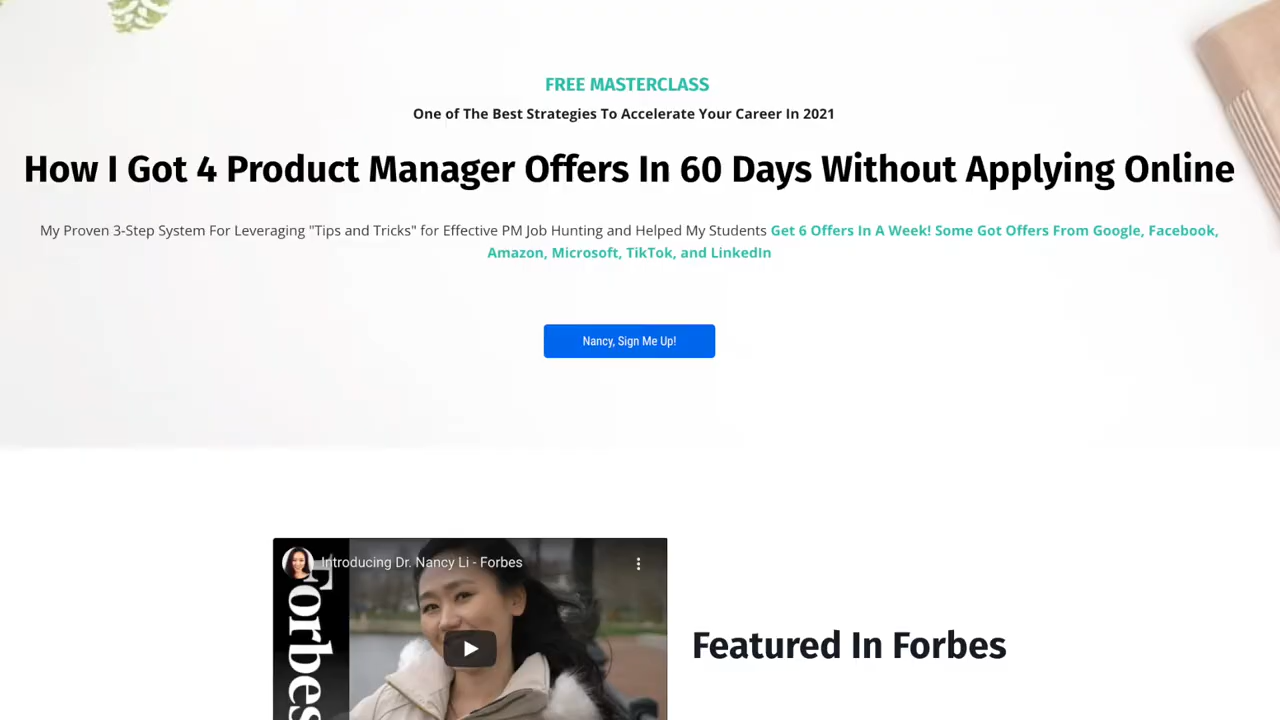 FREE MASTERCLASS
One of The Best Strategies To Accelerate Your Career In 2021
How I Got 4 Product Manager Offers In 60 Days Without Applying Online
My Proven 3-Step System For Leveraging "Tips and Tricks" for Effective PM Job Hunting and Helped My Students Get 6 Offers In A Week! Some Got Offers From Google, Facebook,
Amazon, Microsoft, TikTok, and LinkedIn
Nancy, Sign Me Up!
Introducing Dr. Nancy Li - Forbes
Forbes
Featured In Forbes